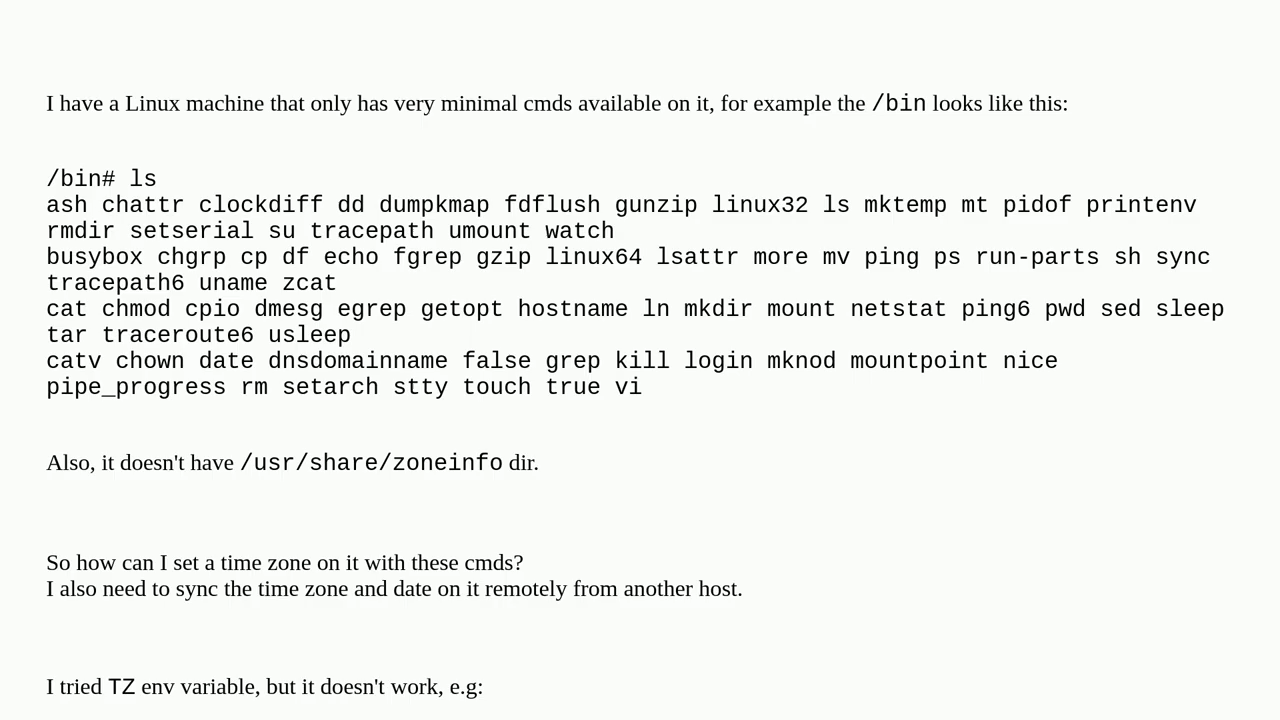 I have a Linux machine that only has very minimal cmds available on it, for example the /bin looks like this:
/bin# ls
ash chattr clockdiff dd dumpkmap fdflush gunzip linux32 ls mktemp mt pidof printenv
rmdir setserial su tracepath umount watch
busybox chgrp cp df echo fgrep gzip linux64 lsattr more mv ping ps run-parts sh sync
tracepath6 uname zcat
cat chmod cpio dmesg egrep getopt hostname ln mkdir mount netstat ping6 pwd sed sleep
tar traceroute6 usleep
catv chown date dnsdomainname false grep kill login mknod mountpoint nice
pipe_progress rm setarch stty touch true vi
Also, it doesn't have /usr/share/zoneinfo dir.
So how can I set a time zone on it with these cmds?
I also need to sync the time zone and date on it remotely from another host.
I tried TZ env variable, but it doesn't work, e.g: